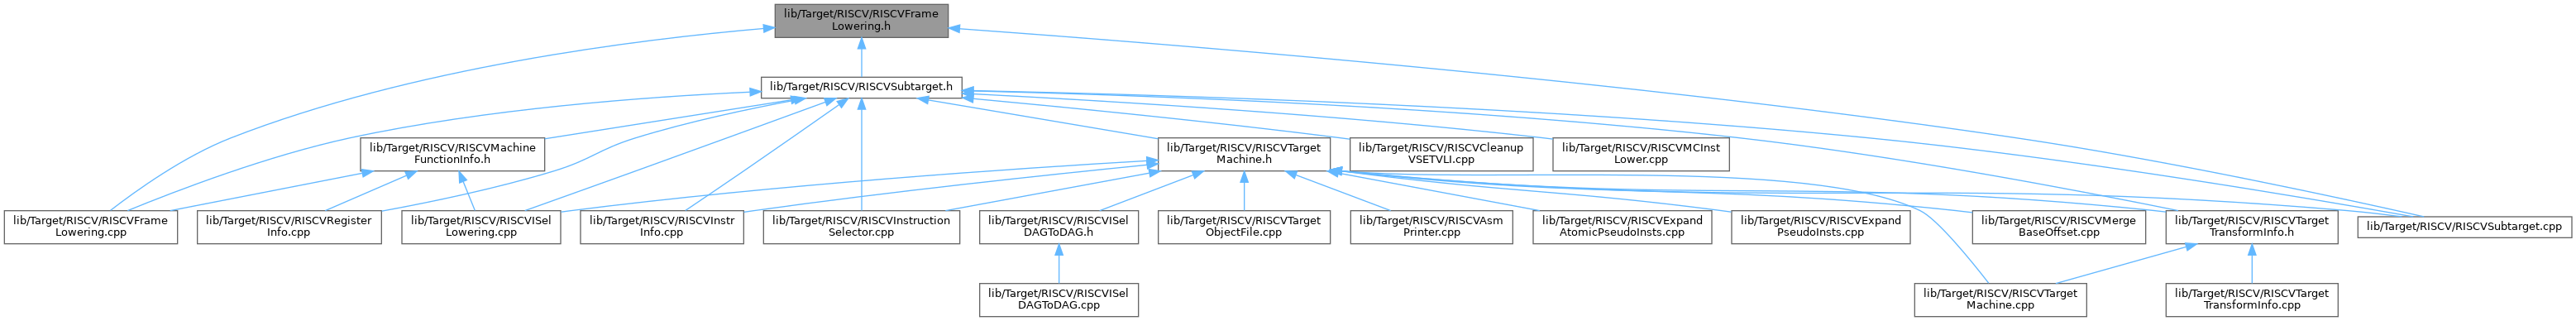 lib/Target/RISCV/RISCVFrame
Lowering.h
lib/Target/RISCV/RISCVSubtarget.h
lib/Target/RISCV/RISCVMachine
FunctionInfo.h
lib/Target/RISCV/RISCVTarget
Machine.h
lib/Target/RISCV/RISCVCleanup
VSETVLI.cpp
lib/Target/RISCV/RISCVMCInst
Lower.cpp
lib/Target/RISCV/RISCVFrame
Lowering.cpp
lib/Target/RISCV/RISCVRegister
Info.cpp
lib/Target/RISCV/RISCVISel
Lowering.cpp
lib/Target/RISCV/RISCVInstr
Info.cpp
lib/Target/RISCV/RISCVInstruction
Selector.cpp
lib/Target/RISCV/RISCVISel
DAGToDAG.h
lib/Target/RISCV/RISCVTarget
ObjectFile.cpp
lib/Target/RISCV/RISCVAsm
Printer.cpp
lib/Target/RISCV/RISCVExpand
AtomicPseudoInsts.cpp
lib/Target/RISCV/RISCVExpand
PseudoInsts.cpp
lib/Target/RISCV/RISCVMerge
BaseOffset.cpp
lib/Target/RISCV/RISCVTarget
TransformInfo.h
lib/Target/RISCV/RISCVSubtarget.cpp
lib/Target/RISCV/RISCVISel
DAGToDAG.cpp
lib/Target/RISCV/RISCVTarget
Machine.cpp
lib/Target/RISCV/RISCVTarget
TransformInfo.cpp